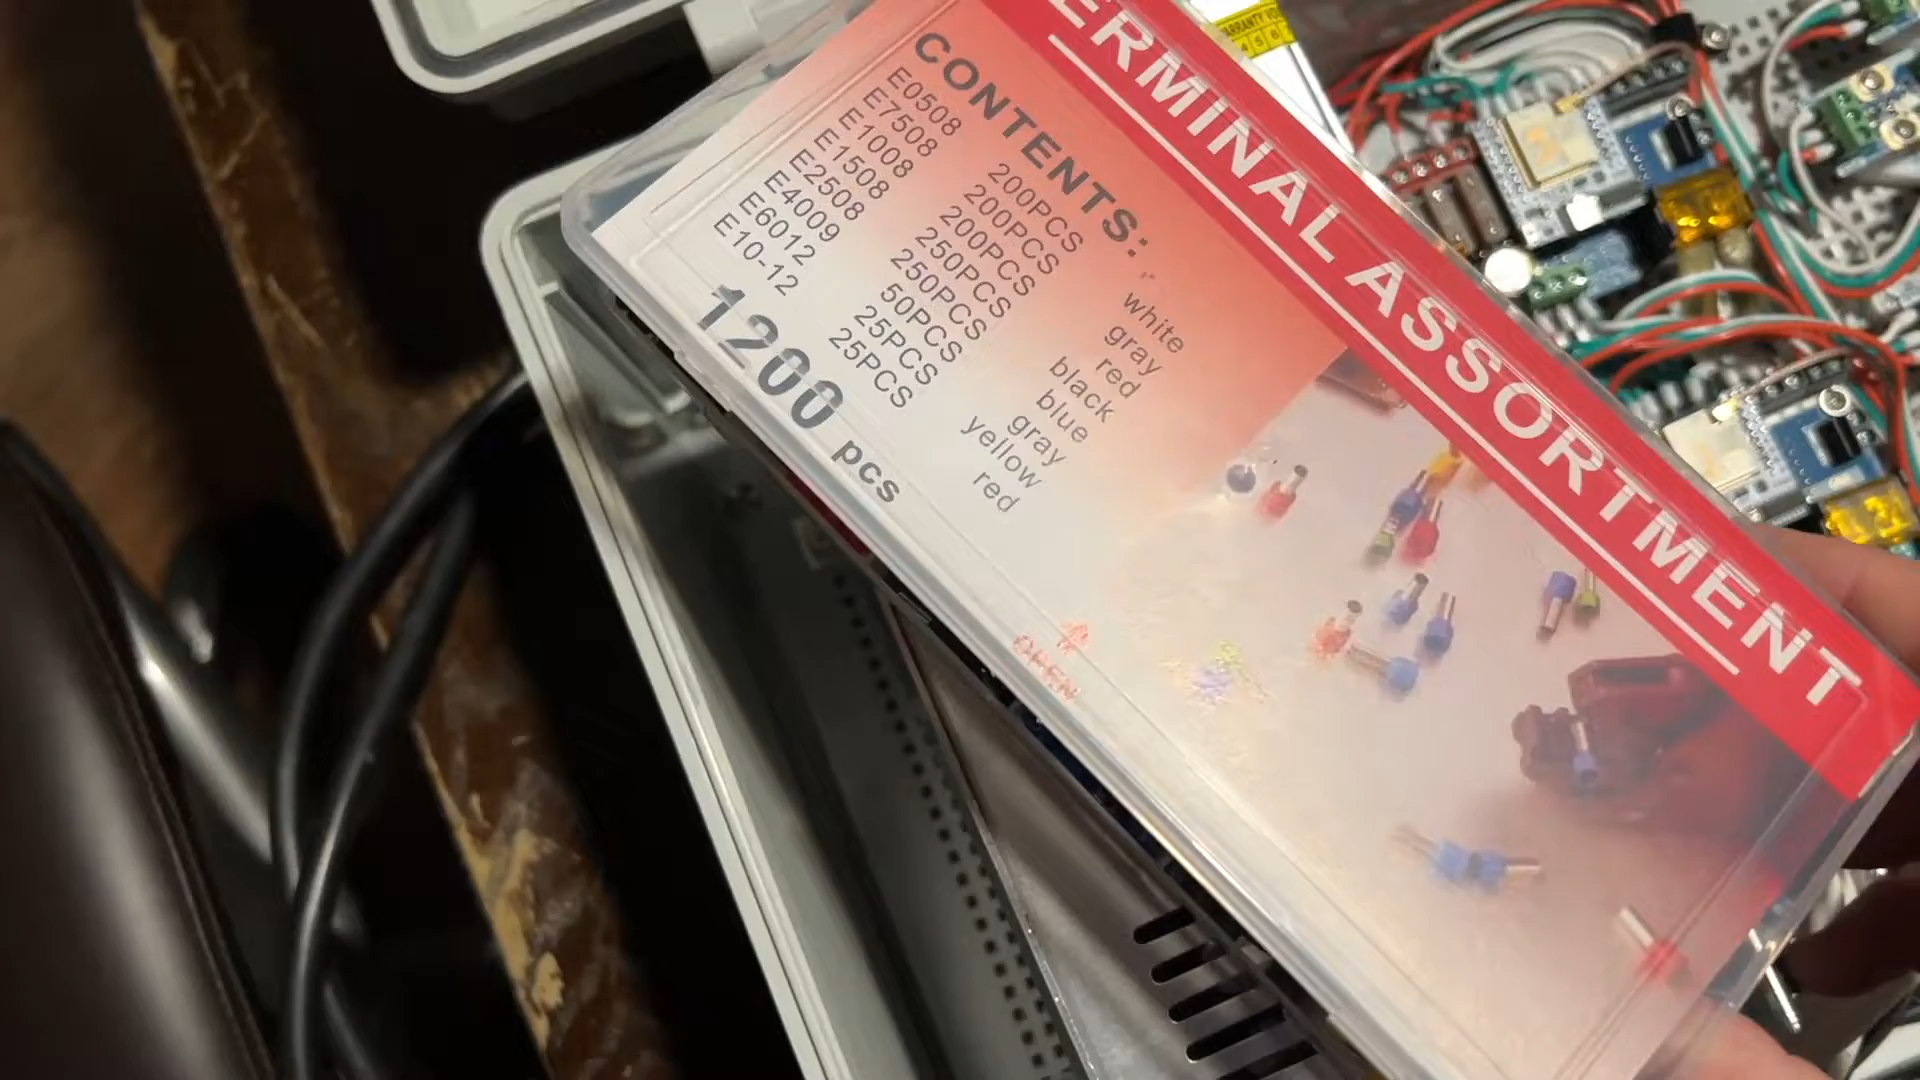 ERMINAL ASSORTMENT
CONTENTS:
E0508 200PCS white
E7508 200PCS gray
E1008 200PCS red
E1508 250PCS black
E2508 250PCS blue
E4009 50PCS gray
E6012 25PCS yellow
E10-12 25PCS red
1200 pcs
OPEN